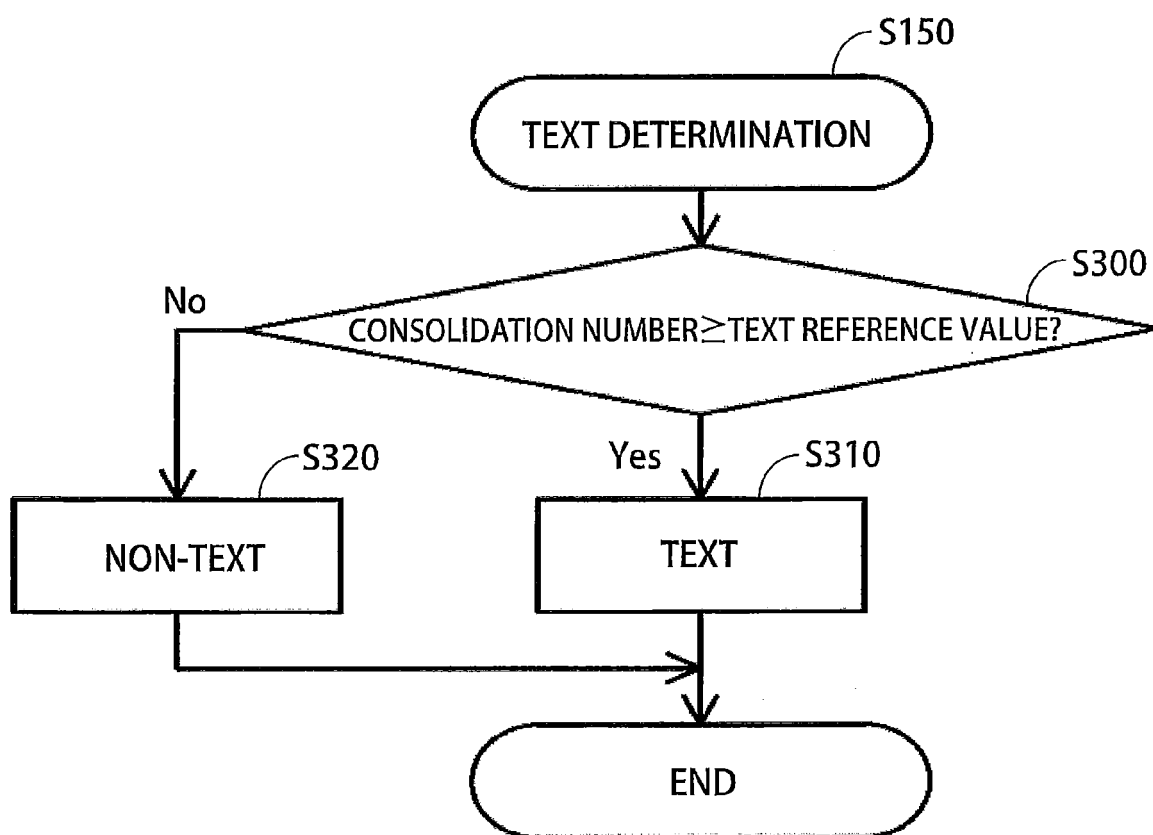 S150
TEXT DETERMINATION
S300
No
CONSOLIDATION NUMBER≧TEXT REFERENCE VALUE?
S320
Yes
S310
NON-TEXT
TEXT
END